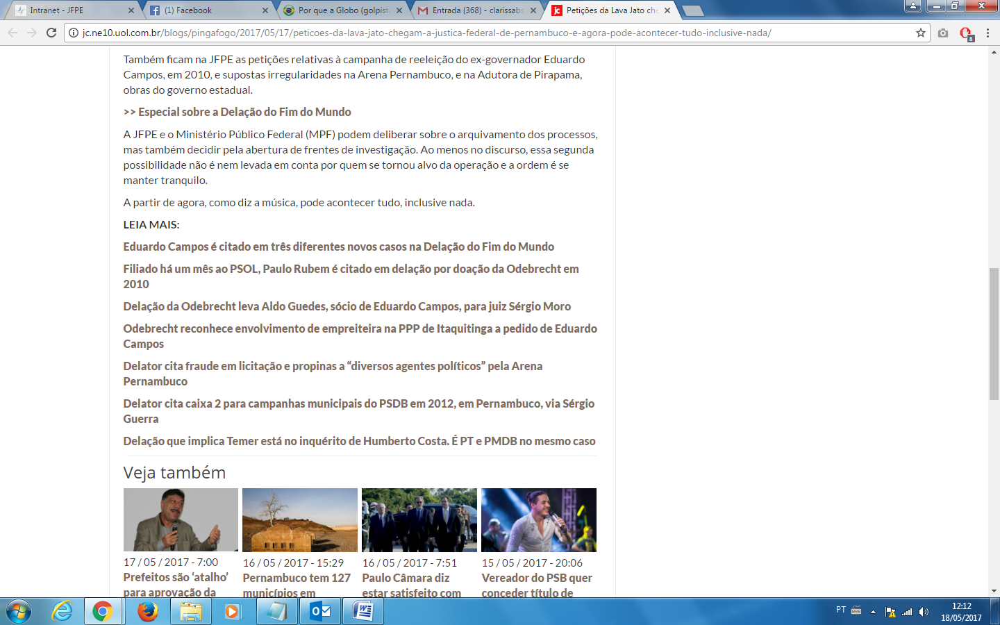 Intranet - JFPE
(1) Facebook
Por que a Globo (golpist
Entrada (368) - clarissabs
Petições da Lava Jato che
jc.ne10.uol.com.br/blogs/pingafogo/2017/05/17/peticoes-da-lava-jato-chegam-a-justica-federal-de-pernambuco-e-agora-pode-acontecer-tudo-inclusive-nada/
8
Também ficam na JFPE as petições relativas à campanha de reeleição do ex-governador Eduardo
Campos, em 2010, e supostas irregularidades na Arena Pernambuco, e na Adutora de Pirapama,
obras do governo estadual.
>> Especial sobre a Delação do Fim do Mundo
A JFPE e o Ministério Público Federal (MPF) podem deliberar sobre o arquivamento dos processos,
mas também decidir pela abertura de frentes de investigação. Ao menos no discurso, essa segunda
possibilidade não é nem levada em conta por quem se tornou alvo da operação e a ordem é se
manter tranquilo.
A partir de agora, como diz a música, pode acontecer tudo, inclusive nada.
LEIA MAIS:
Eduardo Campos é citado em três diferentes novos casos na Delação do Fim do Mundo
Filiado há um mês ao PSOL, Paulo Rubem é citado em delação por doação da Odebrecht em
2010
Delação da Odebrecht leva Aldo Guedes, sócio de Eduardo Campos, para juiz Sérgio Moro
Odebrecht reconhece envolvimento de empreiteira na PPP de Itaquitinga a pedido de Eduardo
Campos
Delator cita fraude em licitação e propinas a “diversos agentes políticos” pela Arena
Pernambuco
Delator cita caixa 2 para campanhas municipais do PSDB em 2012, em Pernambuco, via Sérgio
Guerra
Delação que implica Temer está no inquérito de Humberto Costa. É PT e PMDB no mesmo caso
Veja também
17 / 05 / 2017 - 7:00
Prefeitos são ‘atalho’
para aprovação da
16 / 05 / 2017 - 15:29
Pernambuco tem 127
municípios em
16 / 05 / 2017 - 7:51
Paulo Câmara diz
estar satisfeito com
15 / 05 / 2017 - 20:06
Vereador do PSB quer
conceder título de
PT
12:12
18/05/2017